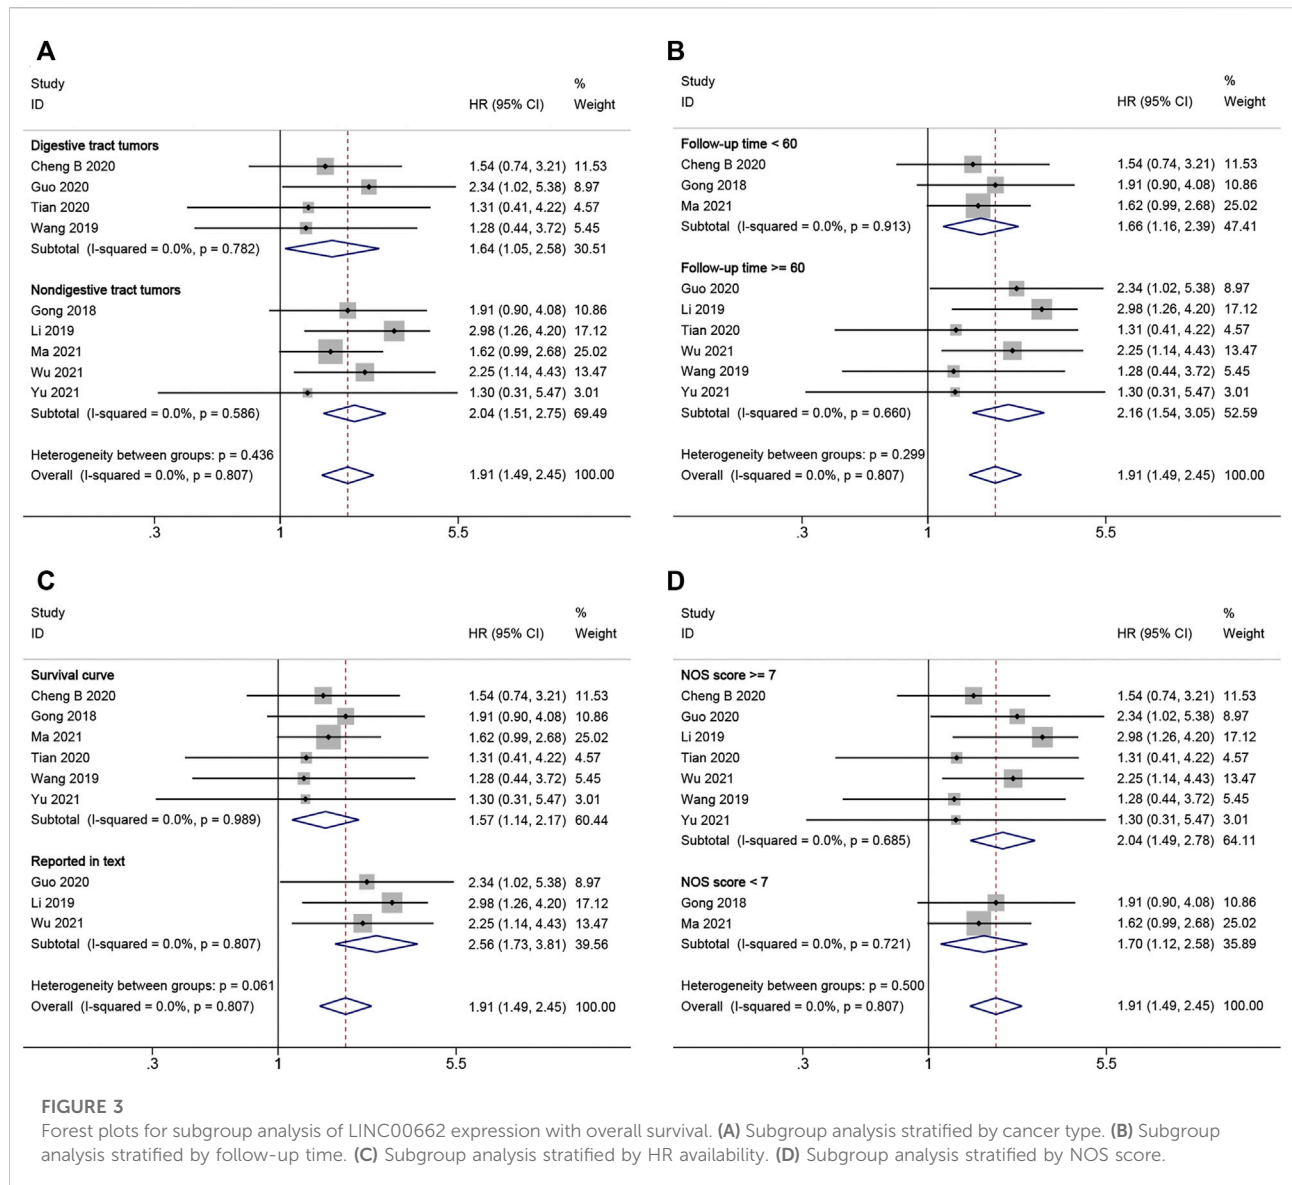 A
Study %
ID HR (95% CI) Weight
Digestive tract tumors
Cheng B 2020 1.54 (0.74, 3.21) 11.53
Guo 2020 2.34 (1.02, 5.38) 8.97
Tian 2020 1.31 (0.41, 4.22) 4.57
Wang 2019 1.28 (0.44, 3.72) 5.45
Subtotal (I-squared = 0.0%, p = 0.782) 1.64 (1.05, 2.58) 30.51
Nondigestive tract tumors
Gong 2018 1.91 (0.90, 4.08) 10.86
Li 2019 2.98 (1.26, 4.20) 17.12
Ma 2021 1.62 (0.99, 2.68) 25.02
Wu 2021 2.25 (1.14, 4.43) 13.47
Yu 2021 1.30 (0.31, 5.47) 3.01
Subtotal (I-squared = 0.0%, p = 0.586) 2.04 (1.51, 2.75) 69.49
Heterogeneity between groups: p = 0.436
Overall (I-squared = 0.0%, p = 0.807) 1.91 (1.49, 2.45) 100.00
.3 1 5.5
B
Study %
ID HR (95% CI) Weight
Follow-up time < 60
Cheng B 2020 1.54 (0.74, 3.21) 11.53
Gong 2018 1.91 (0.90, 4.08) 10.86
Ma 2021 1.62 (0.99, 2.68) 25.02
Subtotal (I-squared = 0.0%, p = 0.913) 1.66 (1.16, 2.39) 47.41
Follow-up time >= 60
Guo 2020 2.34 (1.02, 5.38) 8.97
Li 2019 2.98 (1.26, 4.20) 17.12
Tian 2020 1.31 (0.41, 4.22) 4.57
Wu 2021 2.25 (1.14, 4.43) 13.47
Wang 2019 1.28 (0.44, 3.72) 5.45
Yu 2021 1.30 (0.31, 5.47) 3.01
Subtotal (I-squared = 0.0%, p = 0.660) 2.16 (1.54, 3.05) 52.59
Heterogeneity between groups: p = 0.299
Overall (I-squared = 0.0%, p = 0.807) 1.91 (1.49, 2.45) 100.00
.3 1 5.5
C
Study %
ID HR (95% CI) Weight
Survival curve
Cheng B 2020 1.54 (0.74, 3.21) 11.53
Gong 2018 1.91 (0.90, 4.08) 10.86
Ma 2021 1.62 (0.99, 2.68) 25.02
Tian 2020 1.31 (0.41, 4.22) 4.57
Wang 2019 1.28 (0.44, 3.72) 5.45
Yu 2021 1.30 (0.31, 5.47) 3.01
Subtotal (I-squared = 0.0%, p = 0.989) 1.57 (1.14, 2.17) 60.44
Reported in text
Guo 2020 2.34 (1.02, 5.38) 8.97
Li 2019 2.98 (1.26, 4.20) 17.12
Wu 2021 2.25 (1.14, 4.43) 13.47
Subtotal (I-squared = 0.0%, p = 0.807) 2.56 (1.73, 3.81) 39.56
Heterogeneity between groups: p = 0.061
Overall (I-squared = 0.0%, p = 0.807) 1.91 (1.49, 2.45) 100.00
.3 1 5.5
D
Study %
ID HR (95% CI) Weight
NOS score >= 7
Cheng B 2020 1.54 (0.74, 3.21) 11.53
Guo 2020 2.34 (1.02, 5.38) 8.97
Li 2019 2.98 (1.26, 4.20) 17.12
Tian 2020 1.31 (0.41, 4.22) 4.57
Wu 2021 2.25 (1.14, 4.43) 13.47
Wang 2019 1.28 (0.44, 3.72) 5.45
Yu 2021 1.30 (0.31, 5.47) 3.01
Subtotal (I-squared = 0.0%, p = 0.685) 2.04 (1.49, 2.78) 64.11
NOS score < 7
Gong 2018 1.91 (0.90, 4.08) 10.86
Ma 2021 1.62 (0.99, 2.68) 25.02
Subtotal (I-squared = 0.0%, p = 0.721) 1.70 (1.12, 2.58) 35.89
Heterogeneity between groups: p = 0.500
Overall (I-squared = 0.0%, p = 0.807) 1.91 (1.49, 2.45) 100.00
.3 1 5.5
FIGURE 3
Forest plots for subgroup analysis of LINC00662 expression with overall survival. (A) Subgroup analysis stratified by cancer type. (B) Subgroup
analysis stratified by follow-up time. (C) Subgroup analysis stratified by HR availability. (D) Subgroup analysis stratified by NOS score.